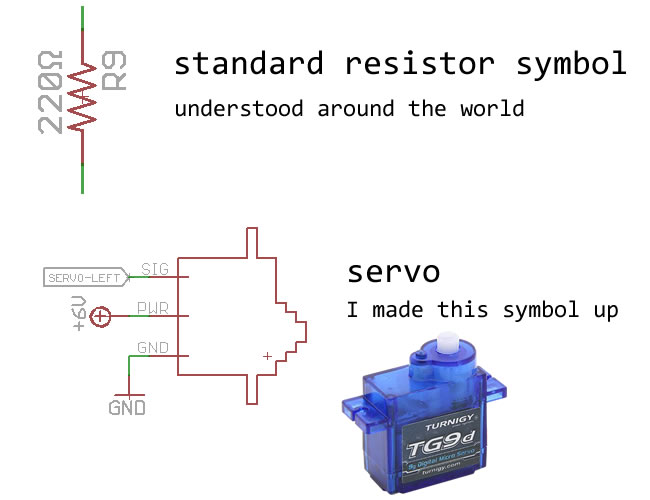 220Ω
R9
standard resistor symbol
understood around the world
SERVO-LEFT
SIG
+6V
PWR
GND
GND
servo
I made this symbol up
TURNIGY
TG9d
9g Digital Micro Servo
turnigy.com